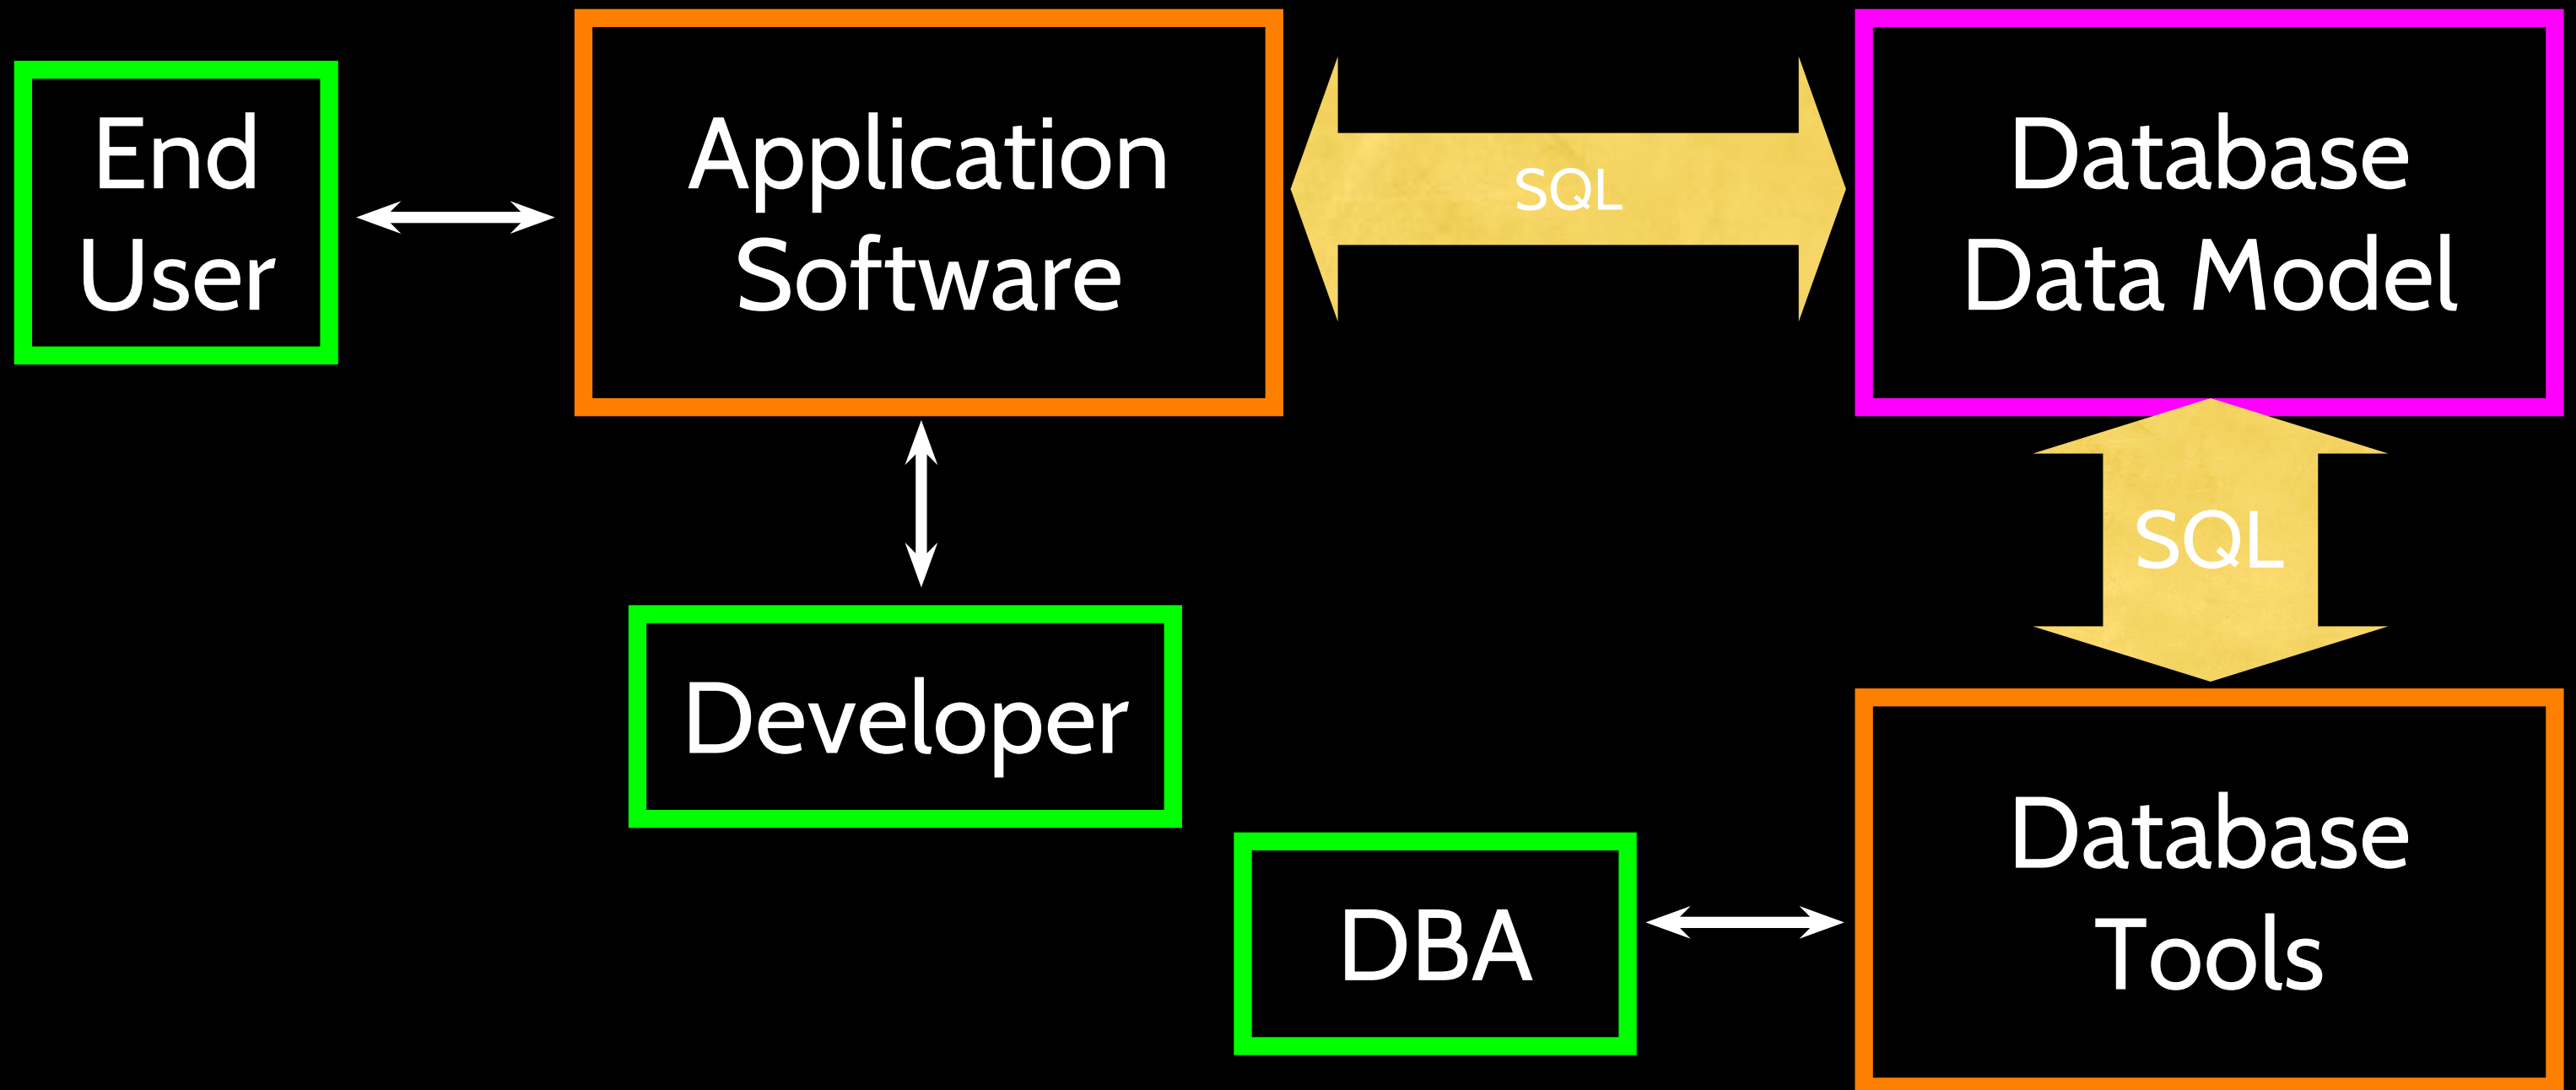 End
User
Application
Software
SQL
Database
Data Model
SQL
Developer
DBA
Database
Tools